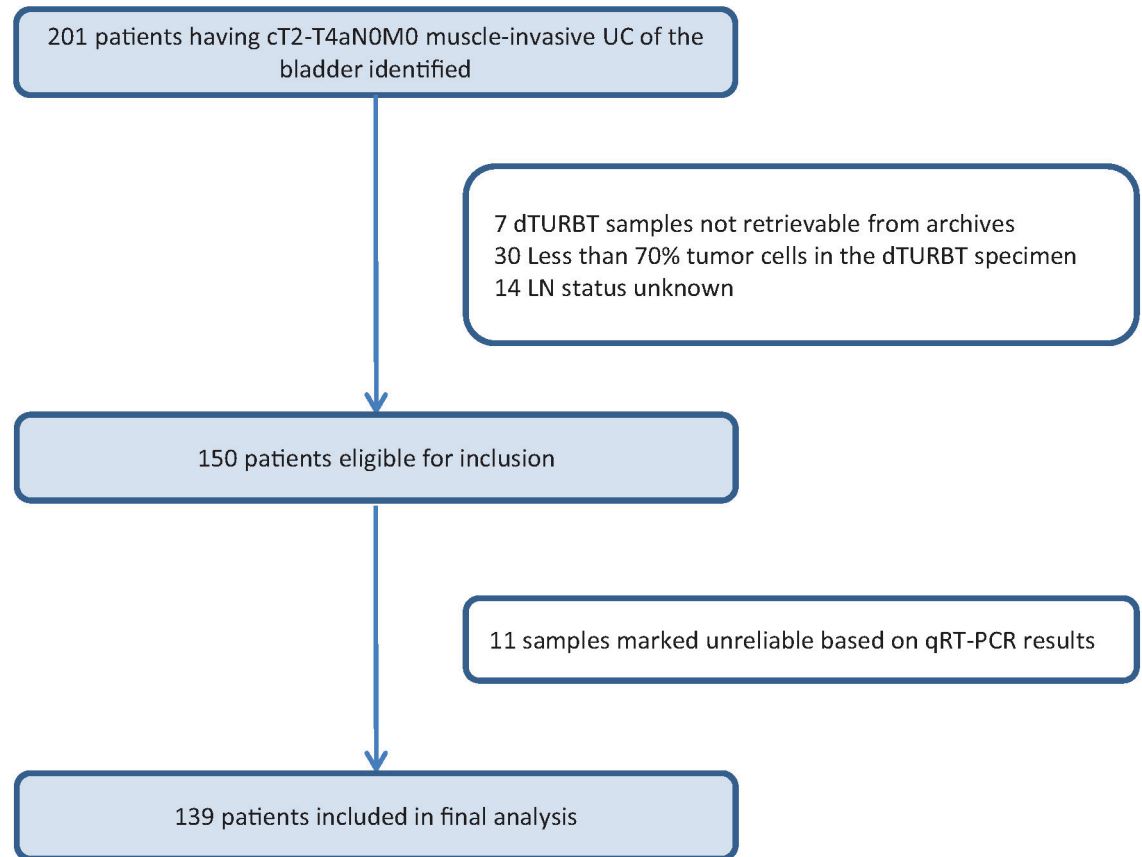 201 patients having cT2-T4aN0M0 muscle-invasive UC of the
bladder identified
7 dTURBT samples not retrievable from archives
30 Less than 70% tumor cells in the dTURBT specimen
14 LN status unknown
150 patients eligible for inclusion
11 samples marked unreliable based on qRT-PCR results
139 patients included in final analysis